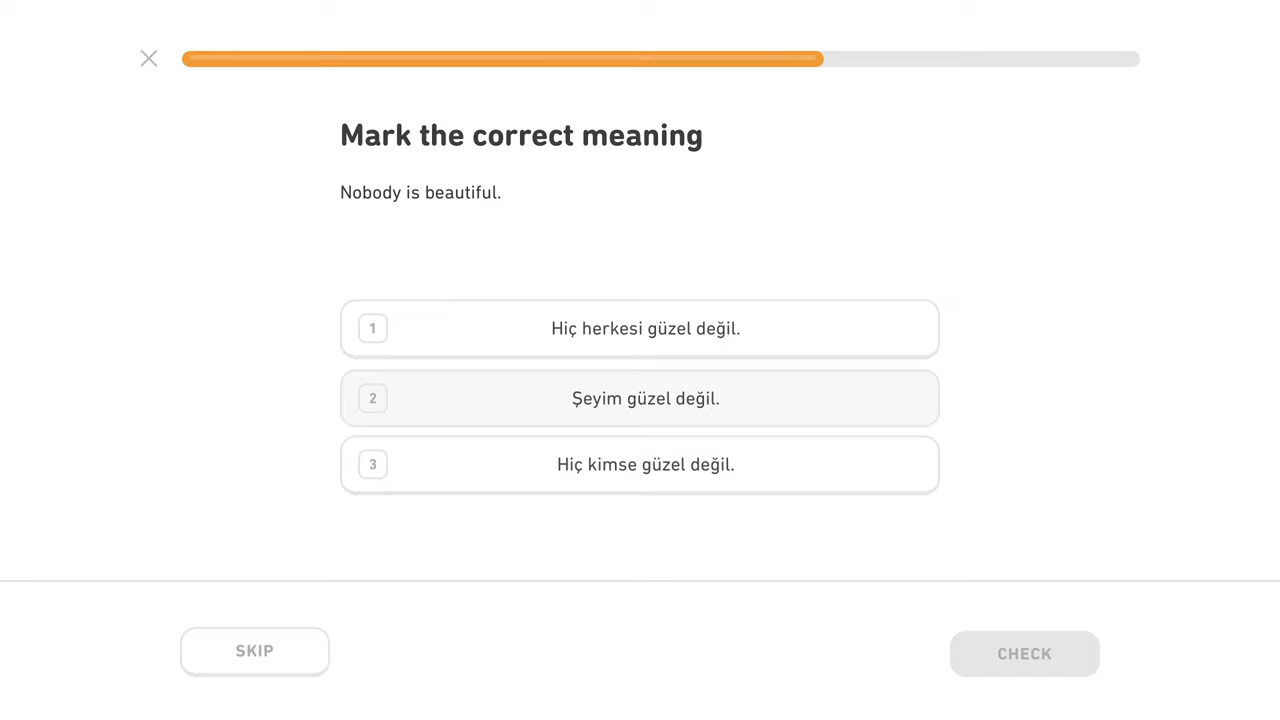 Mark the correct meaning
Nobody is beautiful.
1 Hiç herkesi güzel değil.
2 Şeyim güzel değil.
3 Hiç kimse güzel değil.
SKIP
CHECK